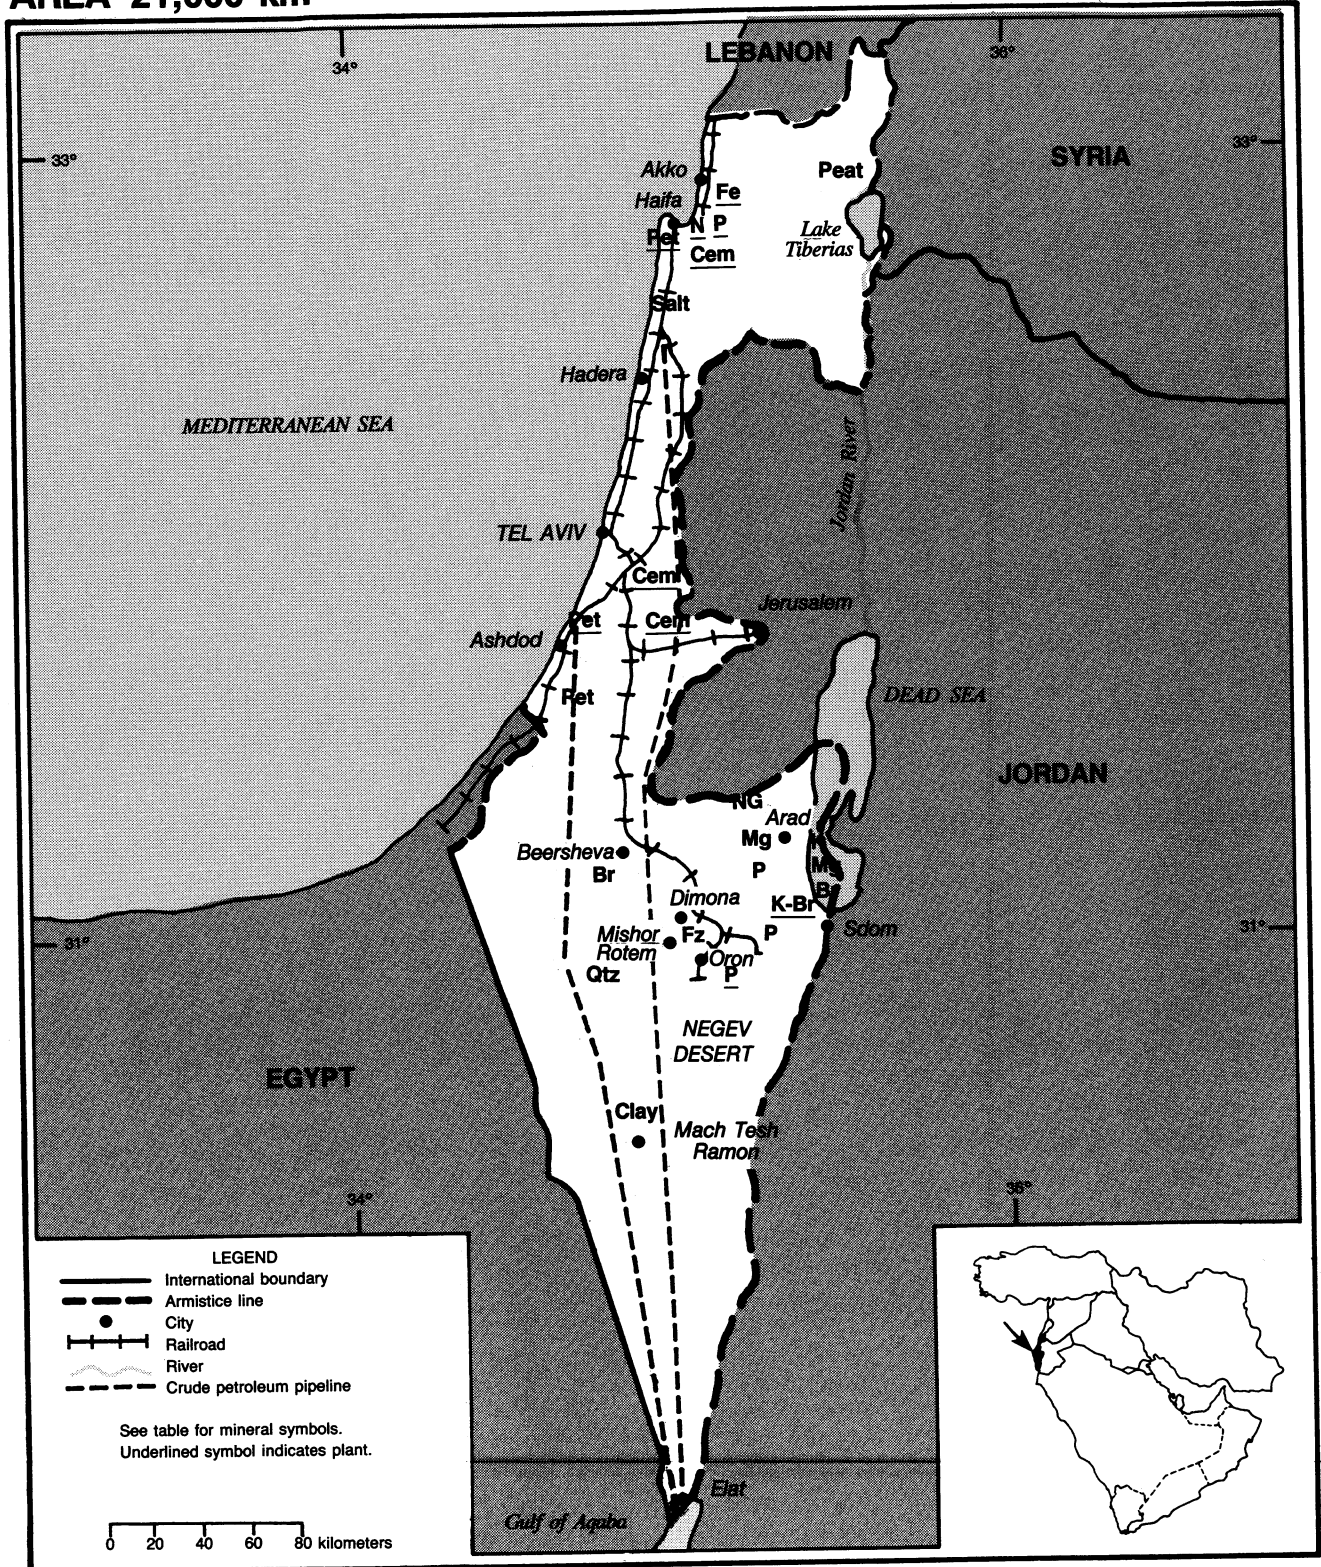 34°
LEBANON
36°
33°
SYRIA
33°
Akko
Peat
Fe
Haifa
N P
Pet
Lake
Tiberias
Cem
Salt
Hadera
MEDITERRANEAN SEA
Jordan River
TEL AVIV
Cem
Jerusalem
Pet
Cem
Ashdod
DEAD SEA
Pet
JORDAN
NG
Arad
Mg
Beersheva
Mg
Br
P
Dimona
K-Br
Sdom
31°
Mishor
Rotem
Fz
P
31°
Oron
Qtz
P
NEGEV
DESERT
EGYPT
Clay
Mach Tesh
Ramon
34°
36°
LEGEND
International boundary
Armistice line
City
Railroad
River
Crude petroleum pipeline
See table for mineral symbols.
Underlined symbol indicates plant.
Elat
Gulf of Aqaba
0 20 40 60 80 kilometers